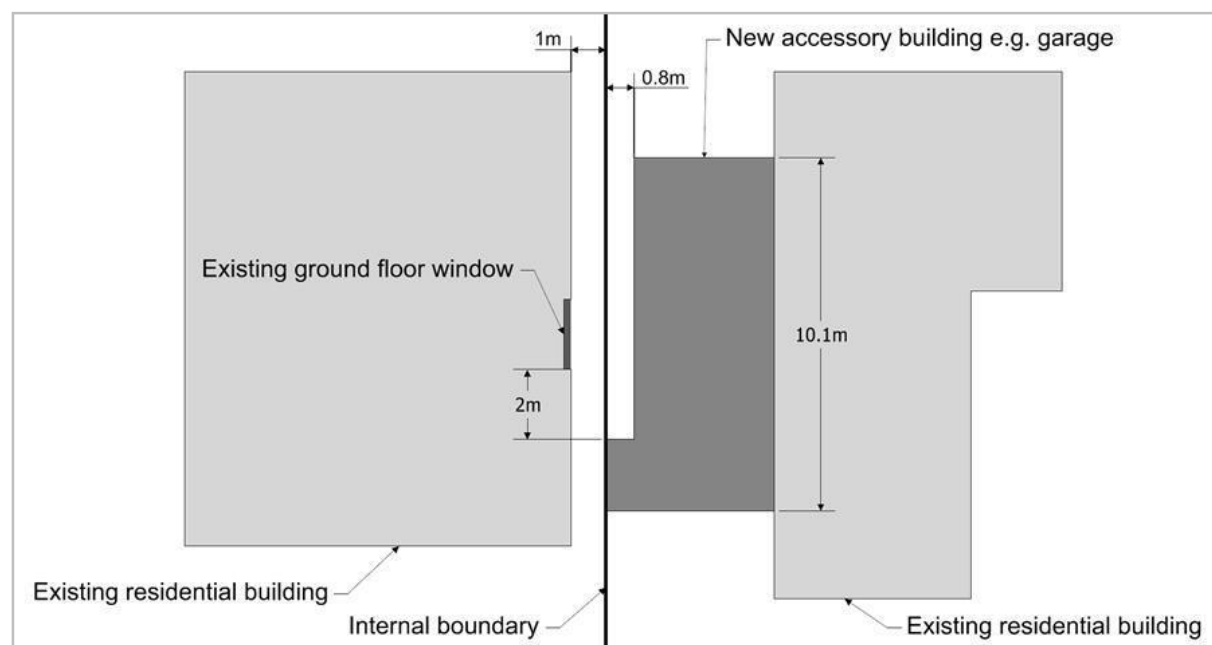 1m
New accessory building e.g. garage
0.8m
Existing ground floor window
10.1m
2m
Existing residential building
Internal boundary
Existing residential building